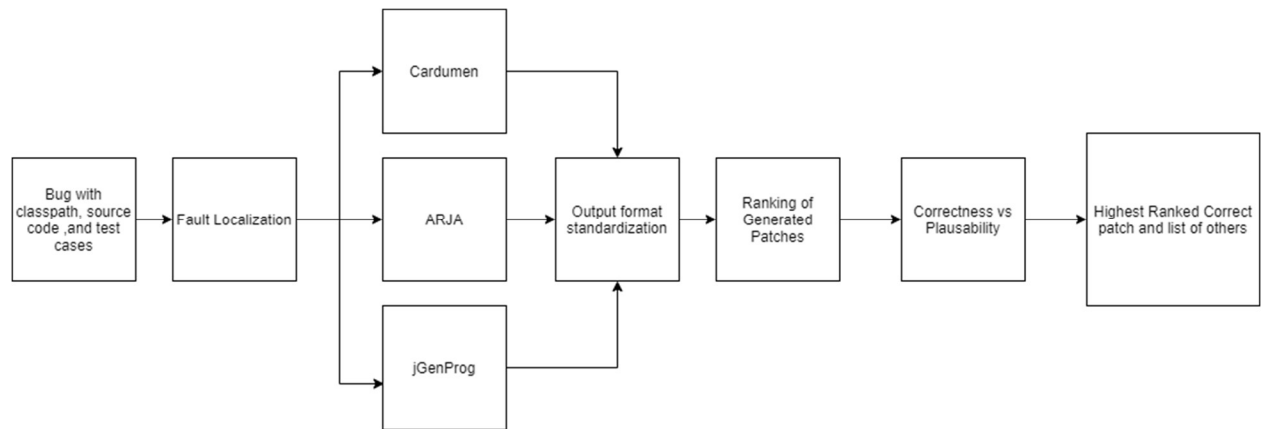 Cardumen
Bug with
classpath, source
code ,and test
cases
Fault Localization
ARJA
Output format
standardization
Ranking of
Generated
Patches
Correctness vs
Plausability
Highest Ranked Correct
patch and list of others
jGenProg